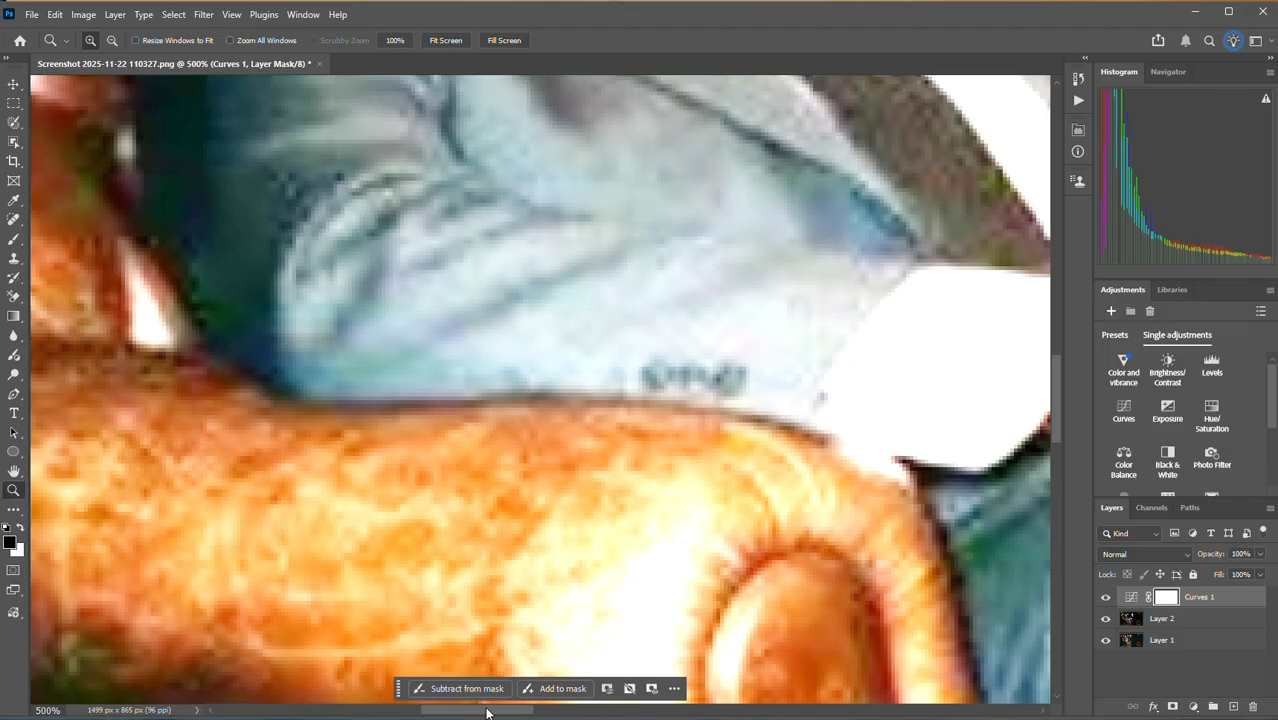 File Edit Image Layer Type Select Filter View Plugins Window Help
Resize Windows to Fit Zoom All Windows Scrubby Zoom 100% Fit Screen Fill Screen
Screenshot 2025-11-22 110327.png @ 500% (Curves 1, Layer Mask/8) *
Histogram Navigator
Adjustments Libraries
Presets Single adjustments
Color and vibrance
Brightness/ Contrast
Levels
Curves
Exposure
Hue/ Saturation
Color Balance
Black & White
Photo Filter
Layers Channels Paths
Kind
Normal Opacity: 100%
Lock: Fill: 100%
Curves 1
Layer 2
Layer 1
Subtract from mask Add to mask
500% 1499 px x 865 px (96 ppi)